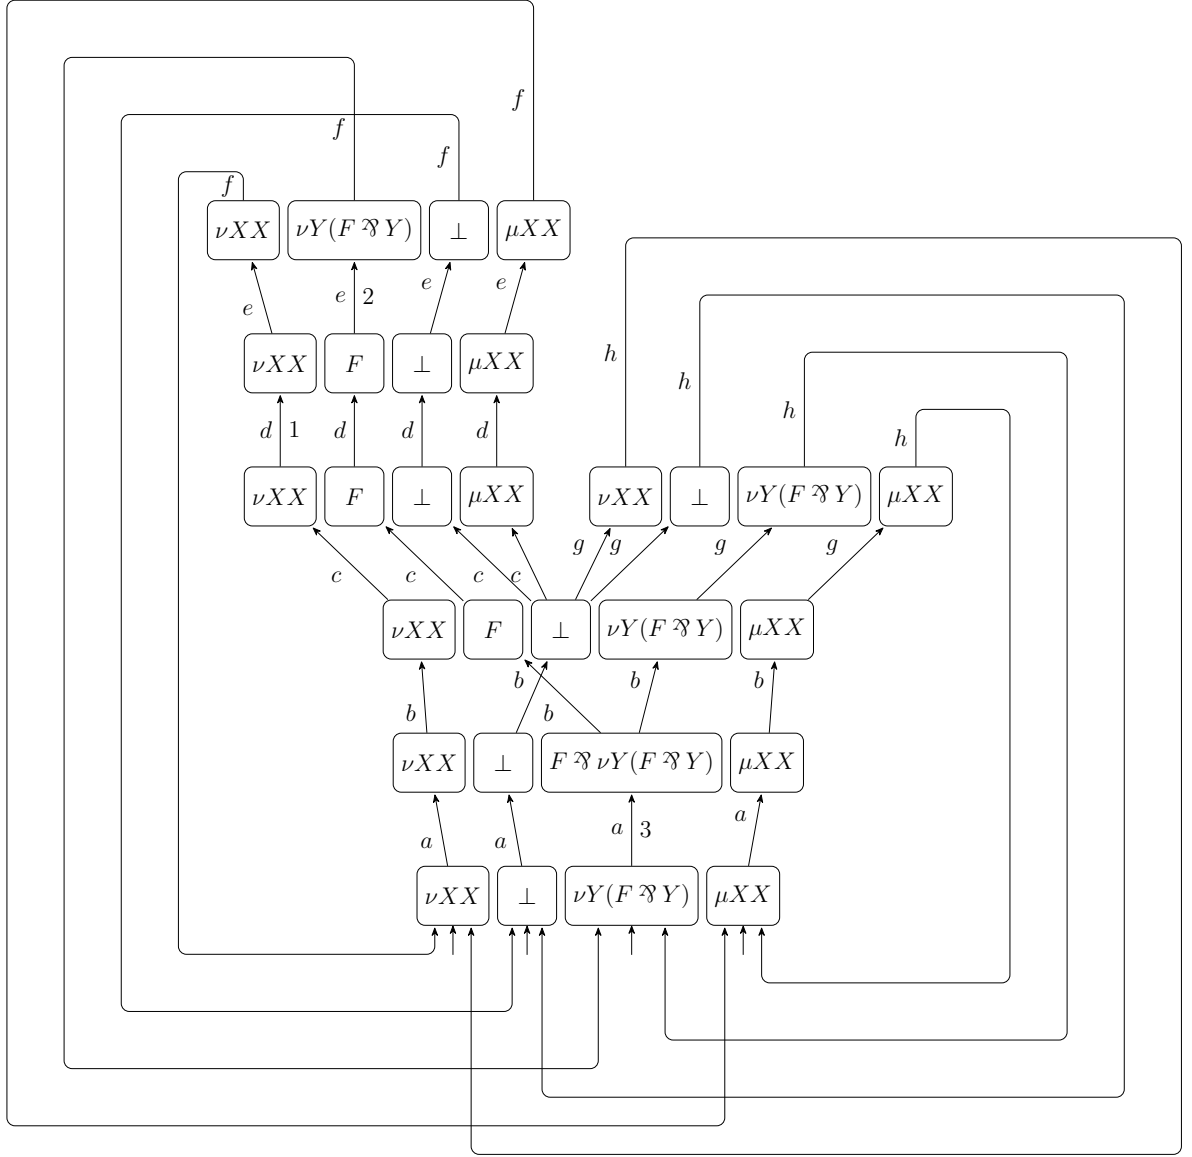 f
f
f
f
νXX νY(F ⅋ Y) ⊥ μXX
e e 2 e e
h
h
h
h
νXX F ⊥ μXX
d 1 d d d
νXX F ⊥ μXX νXX ⊥ νY(F ⅋ Y) μXX
c c c c g g g g
νXX F ⊥ νY(F ⅋ Y) μXX
b b b b b
νXX ⊥ F ⅋ νY(F ⅋ Y) μXX
a a a 3 a
νXX ⊥ νY(F ⅋ Y) μXX